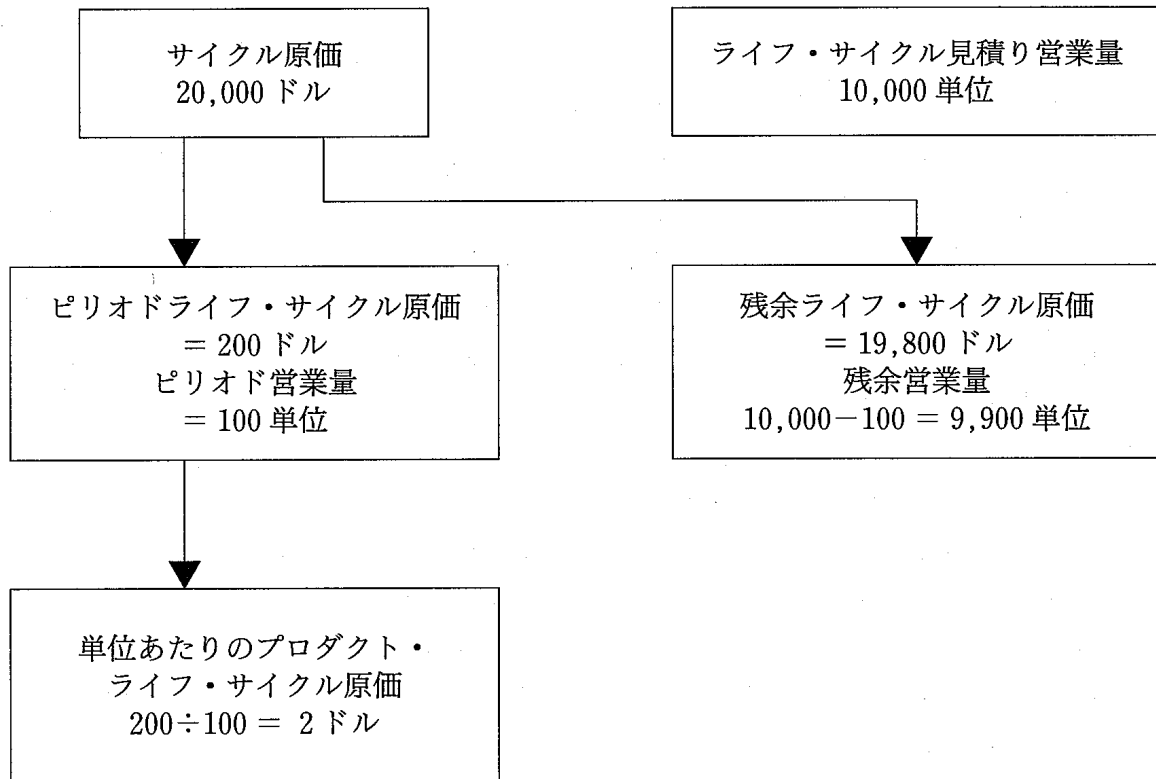 サイクル原価
20,000 ドル
ライフ・サイクル見積り営業量
10,000 単位
ピリオドライフ・サイクル原価
= 200 ドル
ピリオド営業量
= 100 単位
残余ライフ・サイクル原価
= 19,800 ドル
残余営業量
10,000−100 = 9,900 単位
単位あたりのプロダクト・
ライフ・サイクル原価
200÷100 = 2 ドル